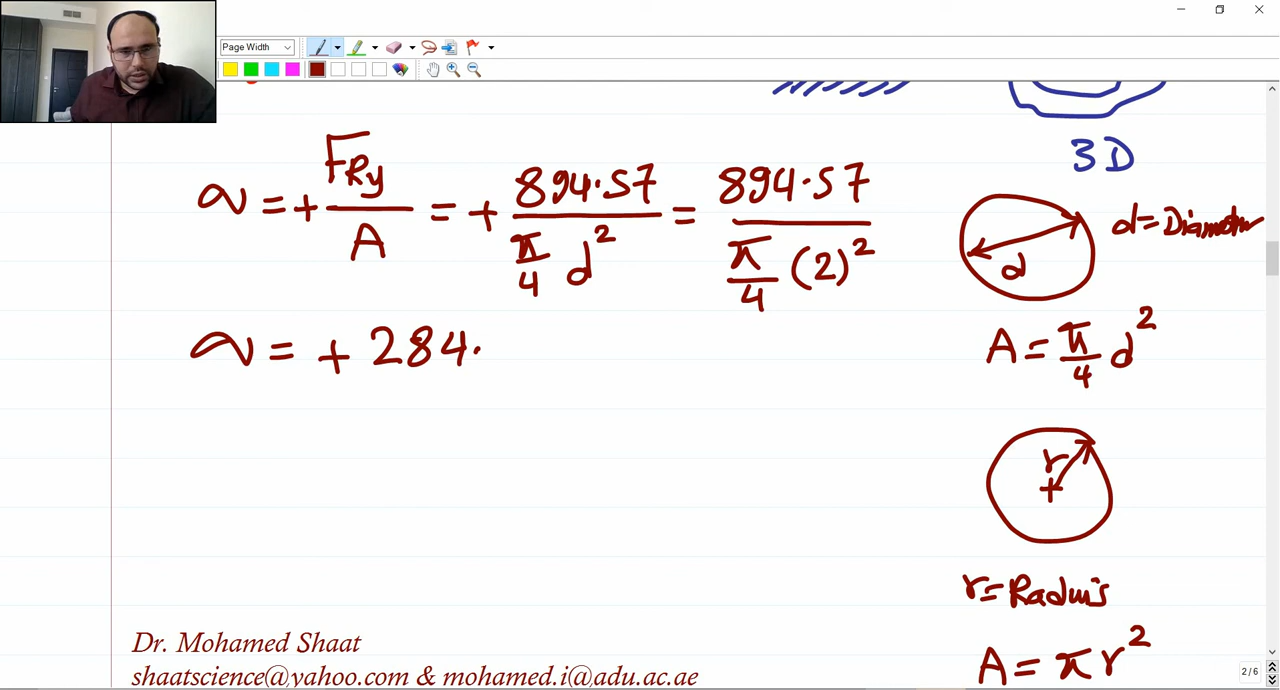 Page Width
3D
σ = + F_Ry / A = + 894.57 / (π/4 d²) = 894.57 / (π/4 (2)²)
d = Diameter
d
σ = + 284.
A = π/4 d²
r
r = Radius
A = π r²
Dr. Mohamed Shaat
shaatscience@yahoo.com & mohamed.i@adu.ac.ae
2/6